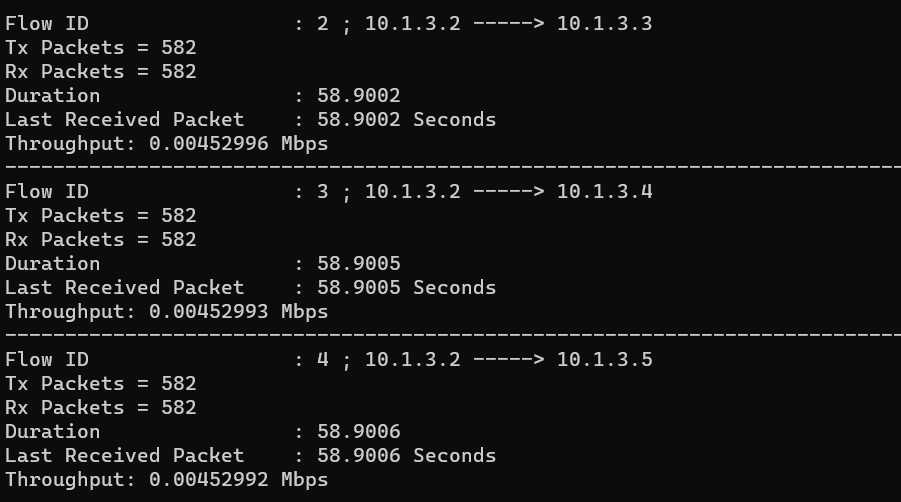 Flow ID                 : 2 ; 10.1.3.2 -----> 10.1.3.3
Tx Packets = 582
Rx Packets = 582
Duration                : 58.9002
Last Received Packet    : 58.9002 Seconds
Throughput: 0.00452996 Mbps
---------------------------------------------------------------------------
Flow ID                 : 3 ; 10.1.3.2 -----> 10.1.3.4
Tx Packets = 582
Rx Packets = 582
Duration                : 58.9005
Last Received Packet    : 58.9005 Seconds
Throughput: 0.00452993 Mbps
---------------------------------------------------------------------------
Flow ID                 : 4 ; 10.1.3.2 -----> 10.1.3.5
Tx Packets = 582
Rx Packets = 582
Duration                : 58.9006
Last Received Packet    : 58.9006 Seconds
Throughput: 0.00452992 Mbps